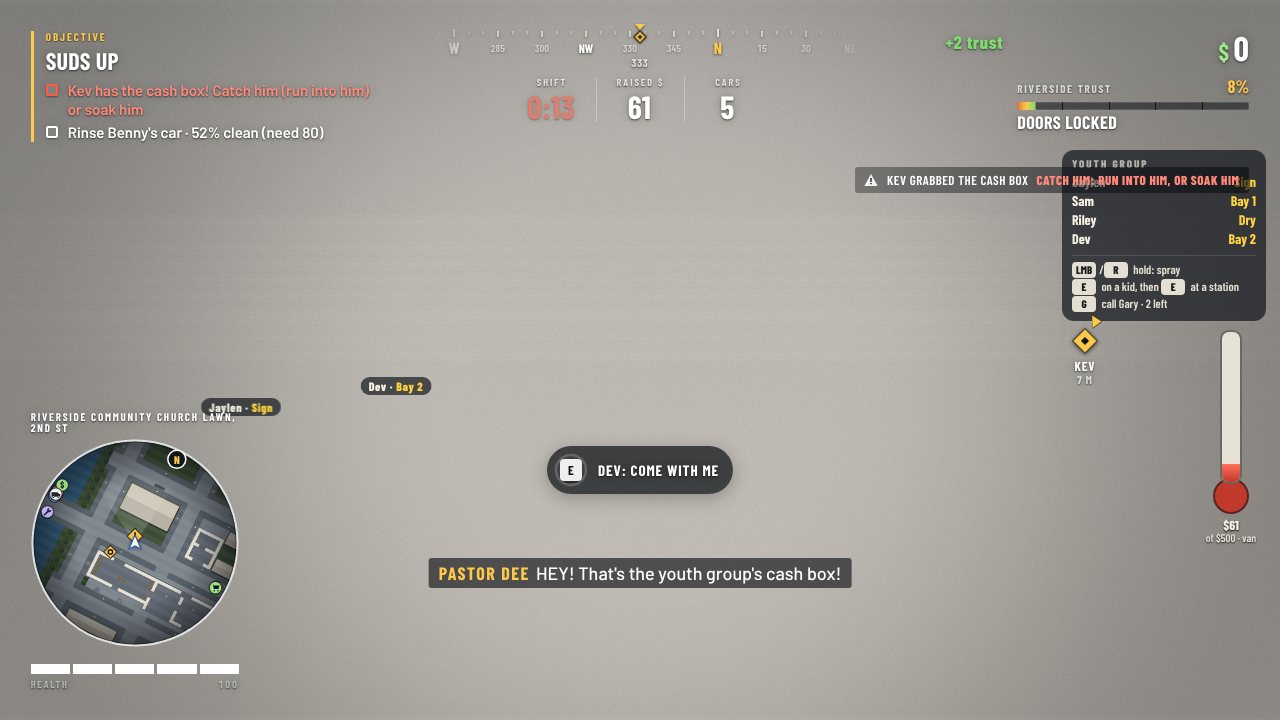 OBJECTIVE
SUDS UP
Kev has the cash box! Catch him (run into him)
or soak him
Rinse Benny's car · 52% clean (need 80)
W 285 300 NW 330 345 N 15 30 NE
333
SHIFT RAISED $ CARS
0:13 61 5
+2 trust
$ 0
RIVERSIDE TRUST 8%
DOORS LOCKED
YOUTH GROUP
KEV GRABBED THE CASH BOX CATCH HIM: RUN INTO HIM, OR SOAK HIM
Jaylen Sign
Sam Bay 1
Riley Dry
Dev Bay 2
LMB / R hold: spray
E on a kid, then E at a station
G call Gary · 2 left
KEV
7 M
Dev · Bay 2
Jaylen · Sign
RIVERSIDE COMMUNITY CHURCH LAWN,
2ND ST
N
$
E DEV: COME WITH ME
PASTOR DEE HEY! That's the youth group's cash box!
$61
of $500 · van
HEALTH 100